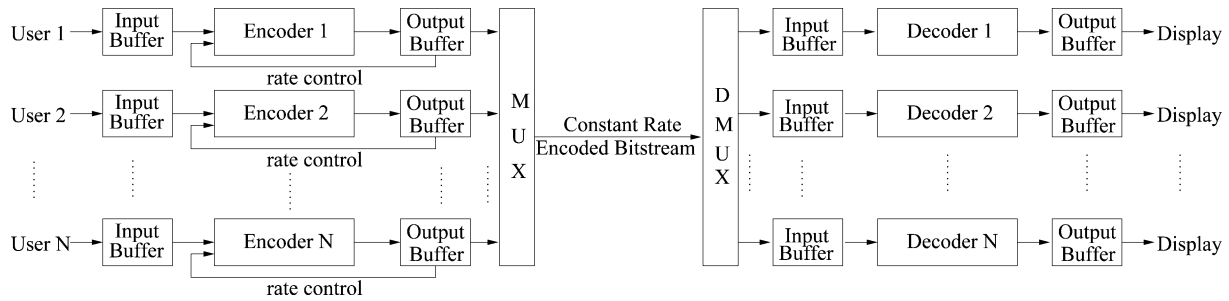 User 1
Input
Buffer
Encoder 1
Output
Buffer
rate control
User 2
Input
Buffer
Encoder 2
Output
Buffer
rate control
User N
Input
Buffer
Encoder N
Output
Buffer
rate control
M
U
X
Constant Rate
Encoded Bitstream
D
M
U
X
Input
Buffer
Decoder 1
Output
Buffer
Display
Input
Buffer
Decoder 2
Output
Buffer
Display
Input
Buffer
Decoder N
Output
Buffer
Display